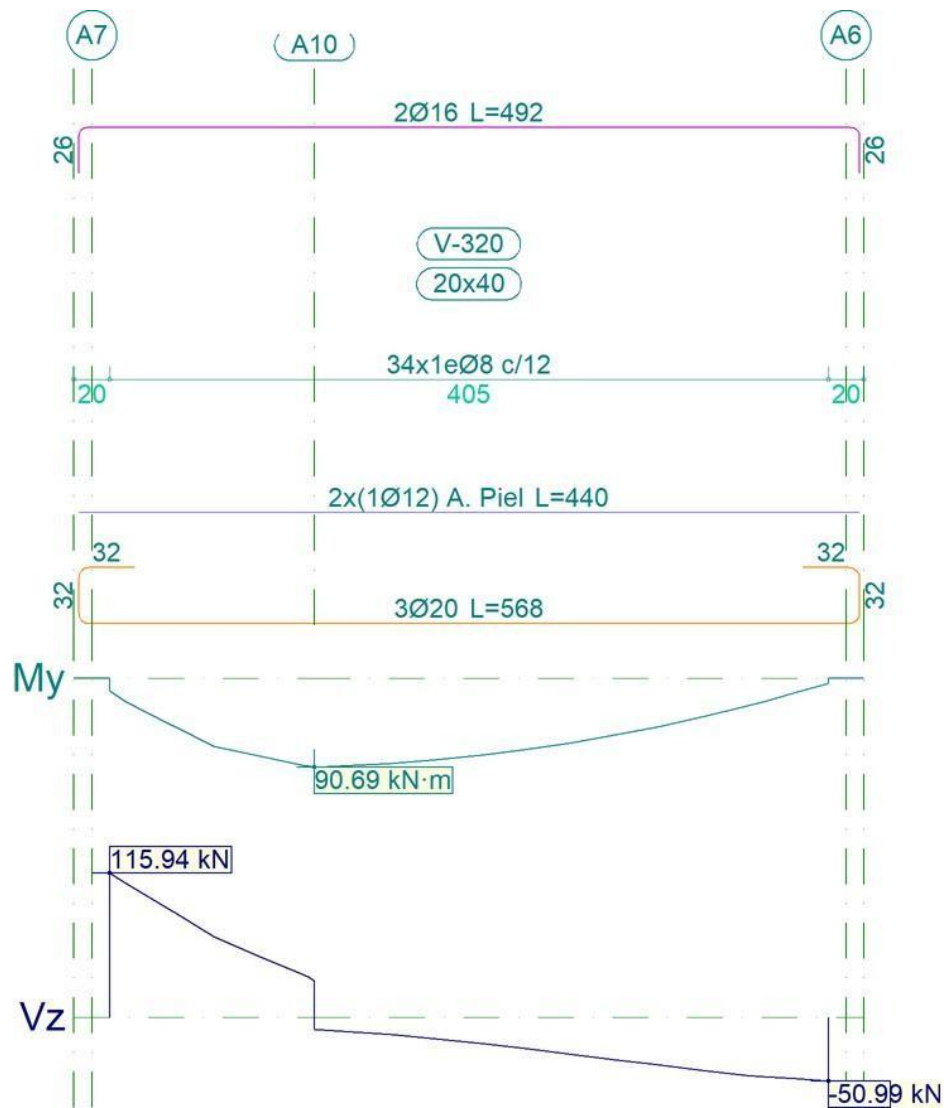 A7
A10
A6
2Ø16 L=492
26
26
V-320
20x40
34x1eØ8 c/12
20
405
20
2x(1Ø12) A. Piel L=440
32
32
32
32
3Ø20 L=568
My
90.69 kN·m
115.94 kN
Vz
-50.99 kN